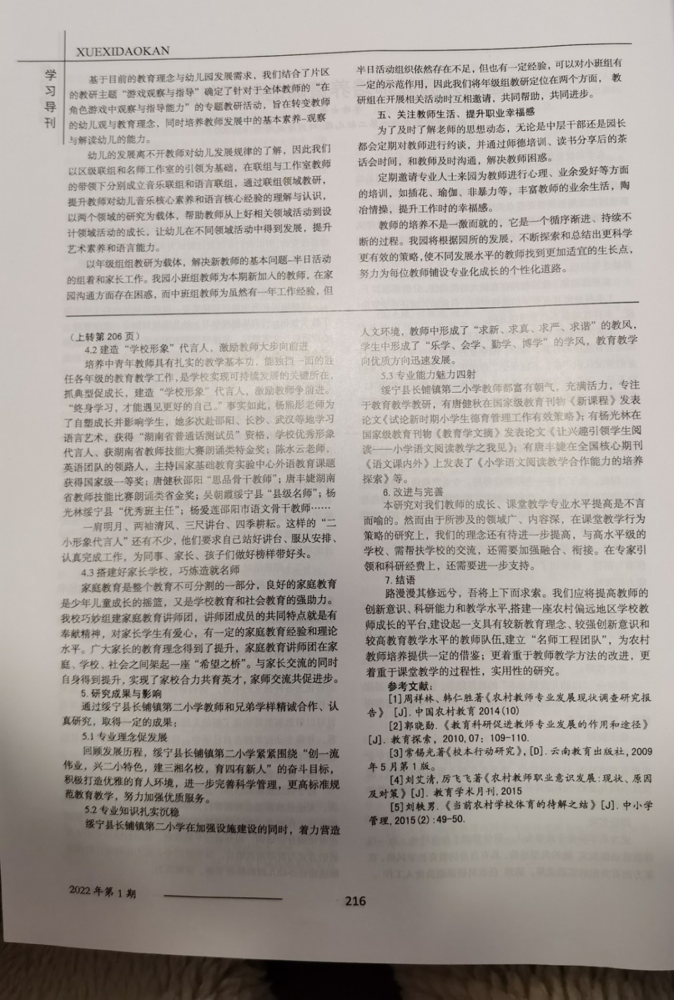 XUEXIDAOKAN
学
习
导
刊
基于目前的教育理念与幼儿园发展需求，我们结合了片区
的教研主题“游戏观察与指导”确定了针对于全体教师的“在
角色游戏中观察与指导能力”的专题教研活动，旨在转变教师
的幼儿观与教育理念，同时培养教师发展中的基本素养-观察
与解读幼儿的能力。
幼儿的发展离不开教师对幼儿发展规律的了解，因此我们
以区级联组和名师工作室的引领为基础，在联组与工作室教师
的带领下分别成立音乐联组和语言联组，通过联组领域教研，
提升教师对幼儿音乐核心素养和语言核心经验的理解与认识，
以两个领域的研究为载体，帮助教师从上好相关领域活动到设
计领域活动的成长，让幼儿在不同领域活动中得到发展，提升
艺术素养和语言能力。
以年级组组教研为载体，解决新教师的基本问题-半日活动
的组着和家长工作。我园小班组教师为本期新加入的教师，在家
园沟通方面存在困惑，而中班组教师为虽然有一年工作经验，但
半日活动组织依然存在不足，但也有一定经验，可以对小班组有
一定的示范作用，因此我们将年级组教研定位在两个方面， 教
研组在开展相关活动时互相邀请，共同帮助，共同进步。
五、关注教师生活、提升职业幸福感
为了及时了解老师的思想动态，无论是中层干部还是园长
都会定期对教师进行约谈，并通过师德培训、读书分享后的茶
话会时间，和教师及时沟通，解决教师困惑。
定期邀请专业人士来园为教师进行心理、业余爱好等方面
的培训，如插花、瑜伽、非暴力等，丰富教师的业余生活，陶
冶情操，提升工作时的幸福感。
教师的培养不是一激而就的，它是一个循序渐进、持续不
断的过程。我园将根据园所的发展，不断探索和总结出更科学
更有效的策略,使不同发展水平的教师找到更加适宜的生长点，
努力为每位教师铺设专业化成长的个性化道路。
（上转第 206 页）
4.2 建造“学校形象”代言人，激励教师大步向前进
培养中青年教师具有扎实的教学基本功，能独挡一面的胜
任各年级的教育教学工作,是学校实现可持续发展的关键所在，
抓典型促成长，建造“学校形象”代言人，激励教师争前进。
“终身学习，才能遇见更好的自己。”事实如此，杨熙彤老师为
了自塑成长并影响学生，她多次赴邵阳、长沙、武汉等地学习
语言艺术，获得“湖南省普通话测试员”资格，学校优秀形象
代言人、获湖南省教师技能大赛朗诵类特金奖；陈水云老师，
英语团队的领路人，主持国家基础教育实验中心外语教育课题
获得国家级一等奖；唐健秋邵阳“思品骨干教师”；唐丰婕湖南
省教师技能比赛朗诵类省金奖；吴朝霞绥宁县“县级名师”；杨
光林绥宁县“优秀班主任”；杨爱莲邵阳市语文骨干教师……
一肩明月、两袖清风、三尺讲台、四季耕耘。这样的“二
小形象代言人”还有不少，他们要求自己站好讲台、服从安排、
认真完成工作，为同事、家长、孩子们做好榜样带好头。
4.3 搭建好家长学校，巧炼造就名师
家庭教育是整个教育不可分割的一部分，良好的家庭教育
是少年儿童成长的摇篮，又是学校教育和社会教育的强助力。
我校巧妙组建家庭教育讲师团，讲师团成员的共同特点就是有
奉献精神，对家长学生有爱心，有一定的家庭教育经验和理论
水平。广大家长的教育理念得到了提升，家庭教育讲师团在家
庭、学校、社会之间架起一座“希望之桥”。与家长交流的同时
自身得到提升，实现了家校合力共育英才，家师交流共促进步。
5. 研究成果与影响
通过绥宁县长铺镇第二小学教师和兄弟学样精诚合作、认
真研究，取得一定的成果：
5.1 专业理念促发展
回顾发展历程，绥宁县长铺镇第二小学紧紧围绕“创一流
伟业，兴二小特色，建三湘名校，育四有新人”的奋斗目标，
积极打造优雅的育人环境，进一步完善科学管理，更高标准规
范教育教学，努力加强优质服务。
5.2 专业知识扎实沉稳
绥宁县长铺镇第二小学在加强设施建设的同时，着力营造
人文环境，教师中形成了“求新、求真、求严、求谐”的教风，
学生中形成了“乐学、会学、勤学、博学”的学风，教育教学
向优质方向迅速发展。
5.3 专业能力魅力四射
绥宁县长铺镇第二小学教师都富有朝气，充满活力，专注
于教育教学教研，有唐健秋在国家级教育刊物《新课程》发表
论文《试论新时期小学生德育管理工作有效策略》；有杨光林在
国家级教育刊物《教育学文摘》发表论文《让兴趣引领学生阅
读——小学语文阅读教学之我见》；有唐丰婕在全国核心期刊
《语文课内外》上发表了《小学语文阅读教学合作能力的培养
探索》等。
6. 改进与完善
本研究对我们教师的成长、课堂教学专业水平提高是不言
而喻的。然而由于所涉及的领域广、内容深，在课堂教学行为
策略的研究上，我们的理念还有待进一步提高，与高水平级的
学校、需帮扶学校的交流，还需要加强融合、衔接。在专家引
领和科研经费上，还需要进一步支持。
7. 结语
路漫漫其修远兮，吾将上下而求索。我们应将提高教师的
创新意识、科研能力和教学水平,搭建一座农村偏远地区学校教
师成长的平台,建设起一支具有较新教育理念、较强创新意识和
较高教育教学水平的教师队伍,建立“名师工程团队”，为农村
教师培养提供一定的借鉴；更着重于教师教学方法的改进，更
着重于课堂教学的过程性，实用性的研究。
参考文献：
[1]周祥林、韩仁胜著《农村教师专业发展现状调查研究报
告》 [J]. 中国农村教育 2014(10)
[2]郭晓勋.《教育科研促进教师专业发展的作用和途径》
[J]. 教育探索，2010,07：109-110.
[3]常锡光著《校本行动研究》,[D]. 云南教育出版社,2009
年 5 月第 1 版。
[4]刘艾清,厉飞飞著《农村教师职业意识发展:现状、原因
及对策》[J]. 教育学术月刊,2015
[5]刘轶男.《当前农村学校体育的待解之结》[J]. 中小学
管理,2015(2):49-50.
2022 年第 1 期
216